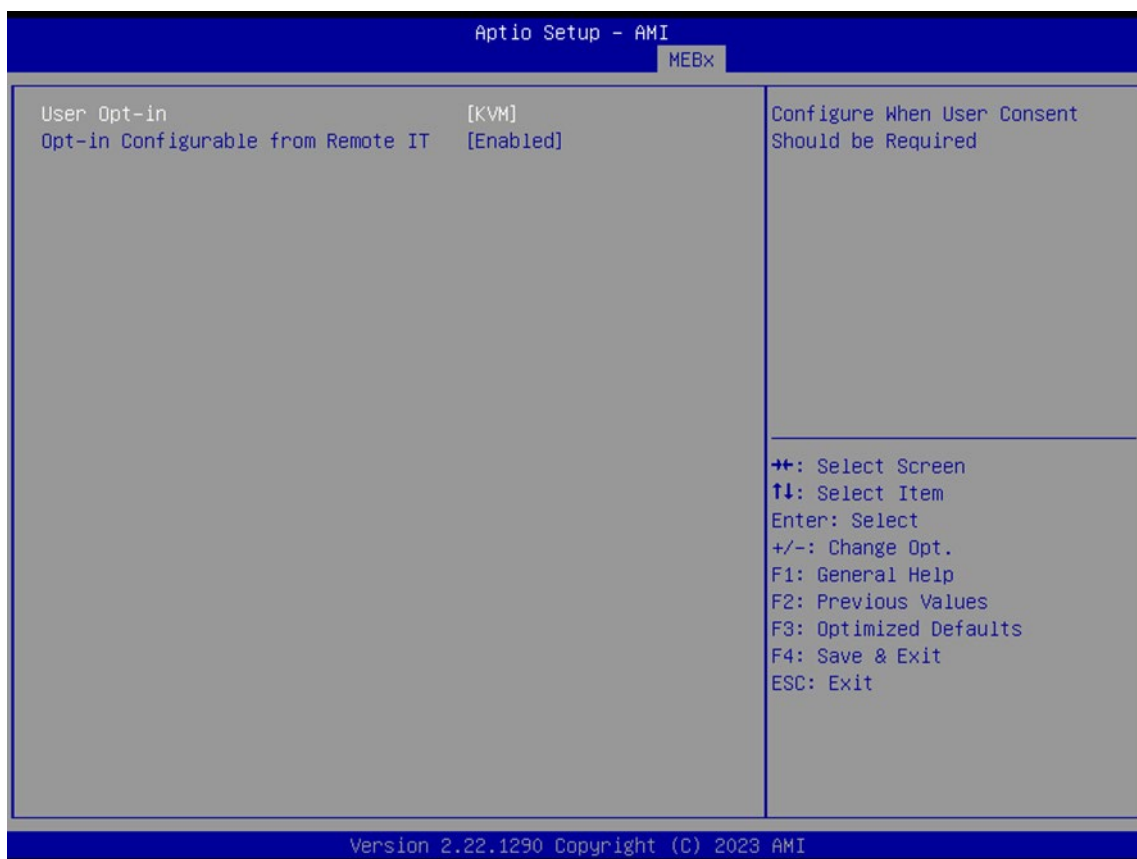 Aptio Setup - AMI
MEBx
User Opt-in [KVM]
Opt-in Configurable from Remote IT [Enabled]
Configure When User Consent
Should be Required
→←: Select Screen
↑↓: Select Item
Enter: Select
+/-: Change Opt.
F1: General Help
F2: Previous Values
F3: Optimized Defaults
F4: Save & Exit
ESC: Exit
Version 2.22.1290 Copyright (C) 2023 AMI